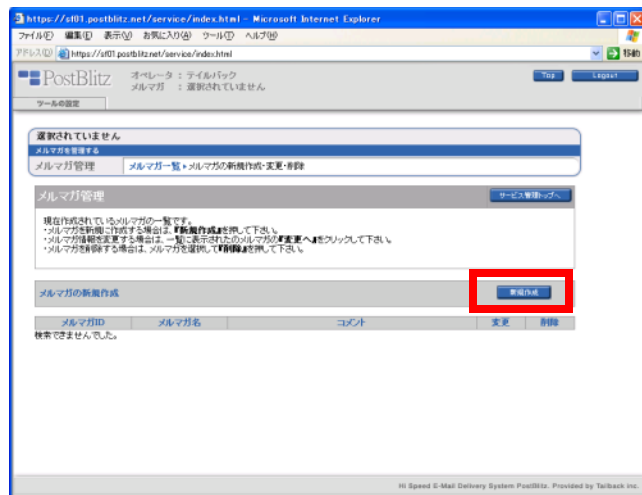 https://sf01.postblitz.net/service/index.html - Microsoft Internet Explorer
ファイル(F) 編集(E) 表示(V) お気に入り(A) ツール(T) ヘルプ(H)
アドレス(D) https://sf01.postblitz.net/service/index.html 移動
PostBlitz
オペレータ : テイルバック
メルマガ : 選択されていません
Top
Logout
ツールの設定
選択されていません
メルマガを管理する
メルマガ管理 メルマガ一覧 ▸ メルマガの新規作成・変更・削除
メルマガ管理
サービス管理トップへ
現在作成されているメルマガの一覧です。
・メルマガを新規に作成する場合は、『新規作成』を押して下さい。
・メルマガ情報を変更する場合は、一覧に表示されたのメルマガの『変更へ』をクリックして下さい。
・メルマガを削除する場合は、メルマガを選択して『削除』を押して下さい。
メルマガの新規作成
新規作成
メルマガID メルマガ名 コメント 変更 削除
検索できませんでした。
Hi Speed E-Mail Delivery System PostBlitz. Provided by Tailback inc.